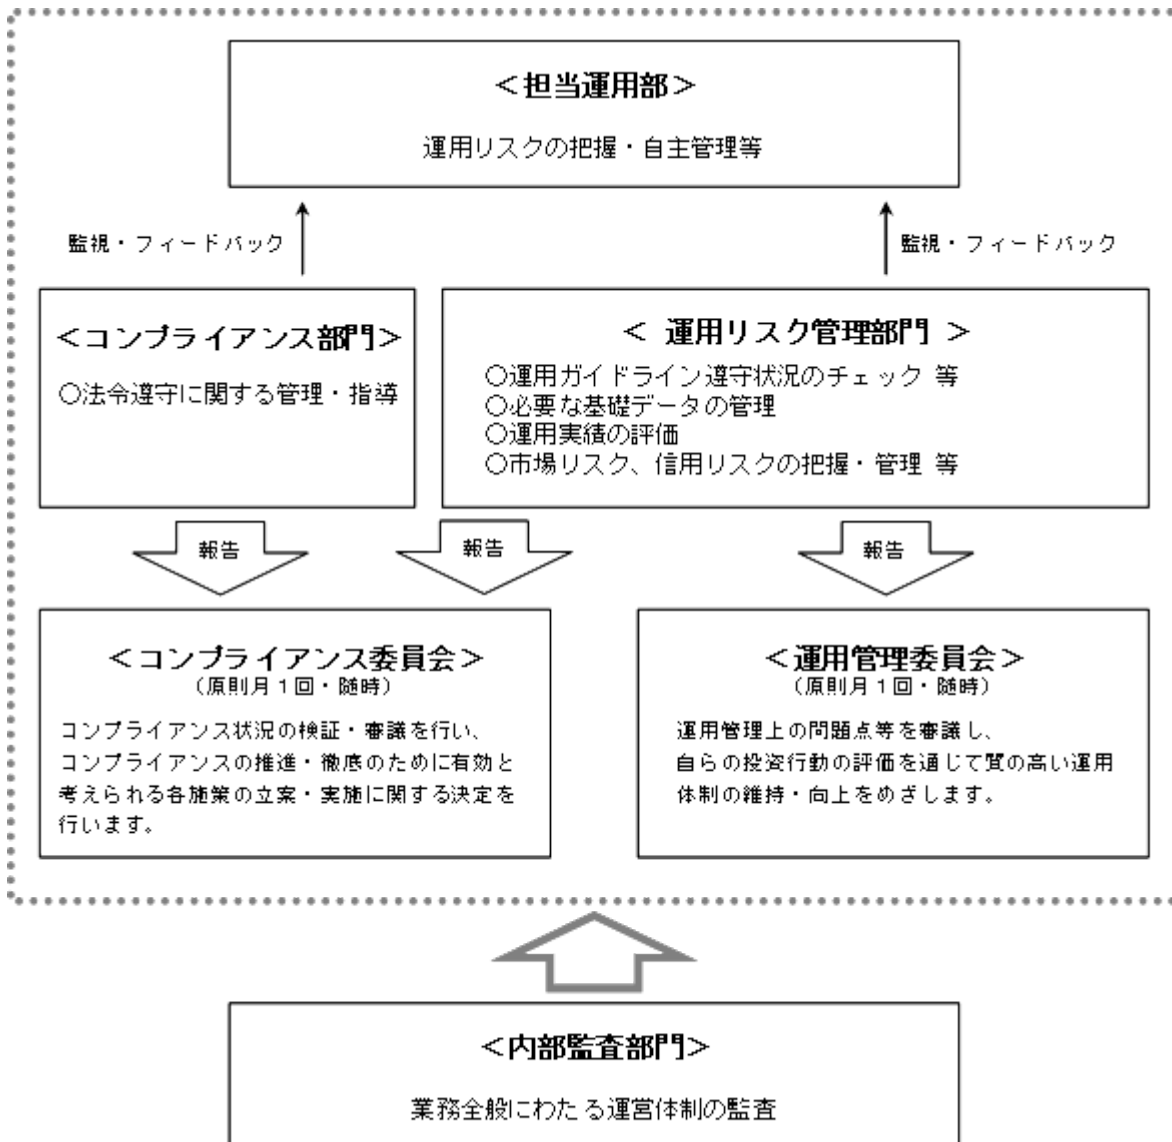 ＜担当運用部＞
運用リスクの把握・自主管理等
監視・フィードバック
監視・フィードバック
＜コンプライアンス部門＞
○法令遵守に関する管理・指導
＜ 運用リスク管理部門 ＞
○運用ガイドライン遵守状況のチェック 等
○必要な基礎データの管理
○運用実績の評価
○市場リスク、信用リスクの把握・管理 等
報告
報告
報告
＜コンプライアンス委員会＞
（原則月１回・随時）
コンプライアンス状況の検証・審議を行い、
コンプライアンスの推進・徹底のために有効と
考えられる各施策の立案・実施に関する決定を
行います。
＜運用管理委員会＞
（原則月１回・随時）
運用管理上の問題点等を審議し、
自らの投資行動の評価を通じて質の高い運用
体制の維持・向上をめざします。
＜内部監査部門＞
業務全般にわたる運営体制の監査